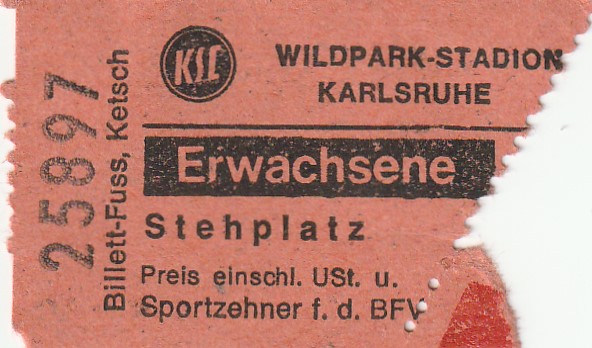 KSC
WILDPARK-STADION
KARLSRUHE
Erwachsene
Stehplatz
Preis einschl. USt. u.
Sportzehner f. d. BFV
25897
Billett-Fuss, Ketsch